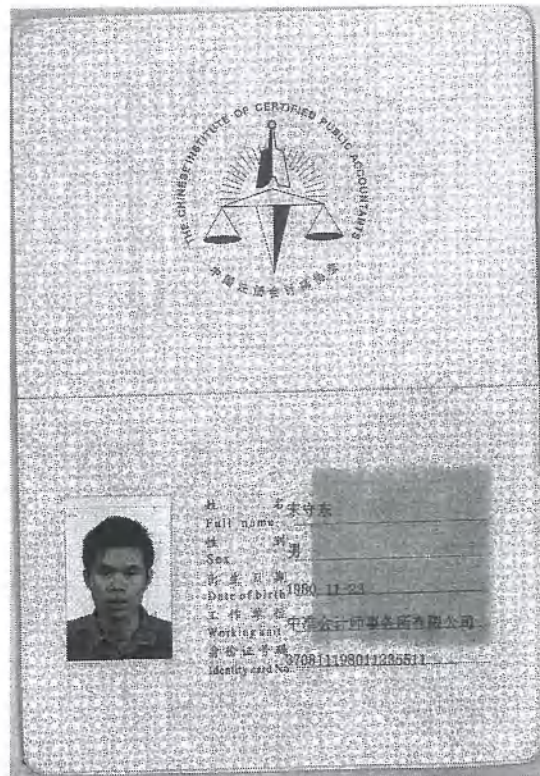 THE CHINESE INSTITUTE OF CERTIFIED PUBLIC ACCOUNTANTS
中国注册会计师协会
姓 名 宋守东
Full name
性 别 男
Sex
出生日期 1980-11-23
Date of birth
工作单位 会计师事务所有限公司
Working unit
身份证号码 370811198011235511
Identity card No.